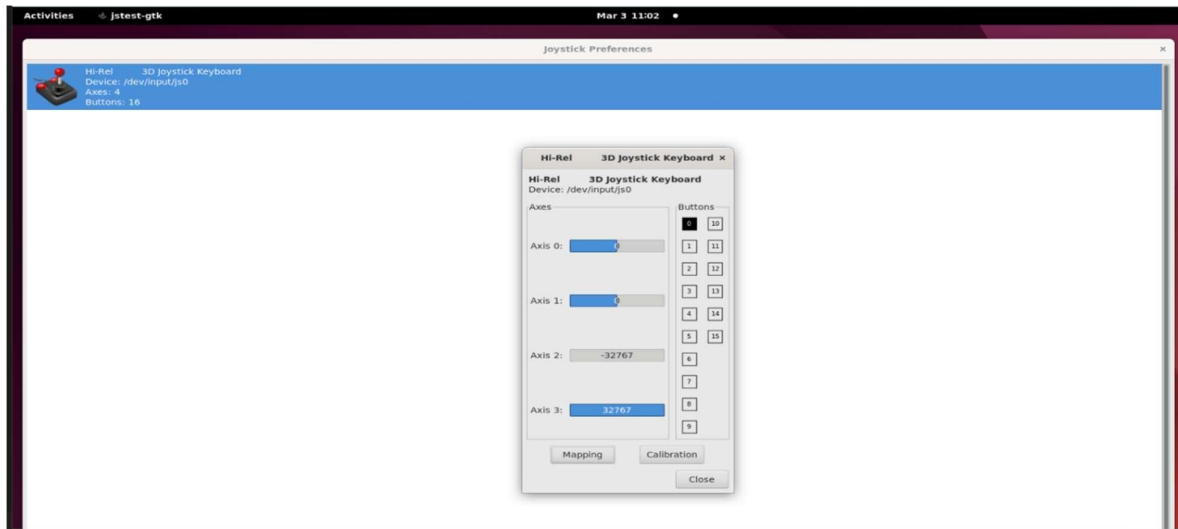 Activities jstest-gtk Mar 3 11:02
Joystick Preferences ×
Hi-Rel 3D Joystick Keyboard
Device: /dev/input/js0
Axes: 4
Buttons: 16
Hi-Rel 3D Joystick Keyboard ×
Hi-Rel 3D Joystick Keyboard
Device: /dev/input/js0
Axes
Axis 0: 0
Axis 1: 0
Axis 2: -32767
Axis 3: 32767
Buttons
0 10
1 11
2 12
3 13
4 14
5 15
6
7
8
9
Mapping Calibration
Close